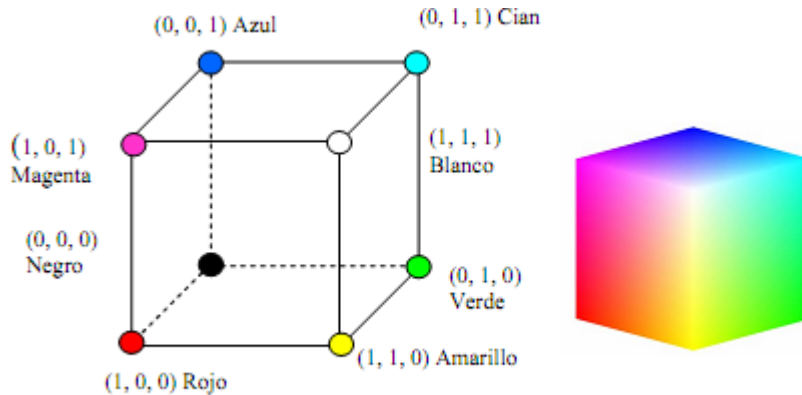 (0, 0, 1) Azul
(0, 1, 1) Cian
(1, 0, 1)
Magenta
(1, 1, 1)
Blanco
(0, 0, 0)
Negro
(0, 1, 0)
Verde
(1, 1, 0) Amarillo
(1, 0, 0) Rojo